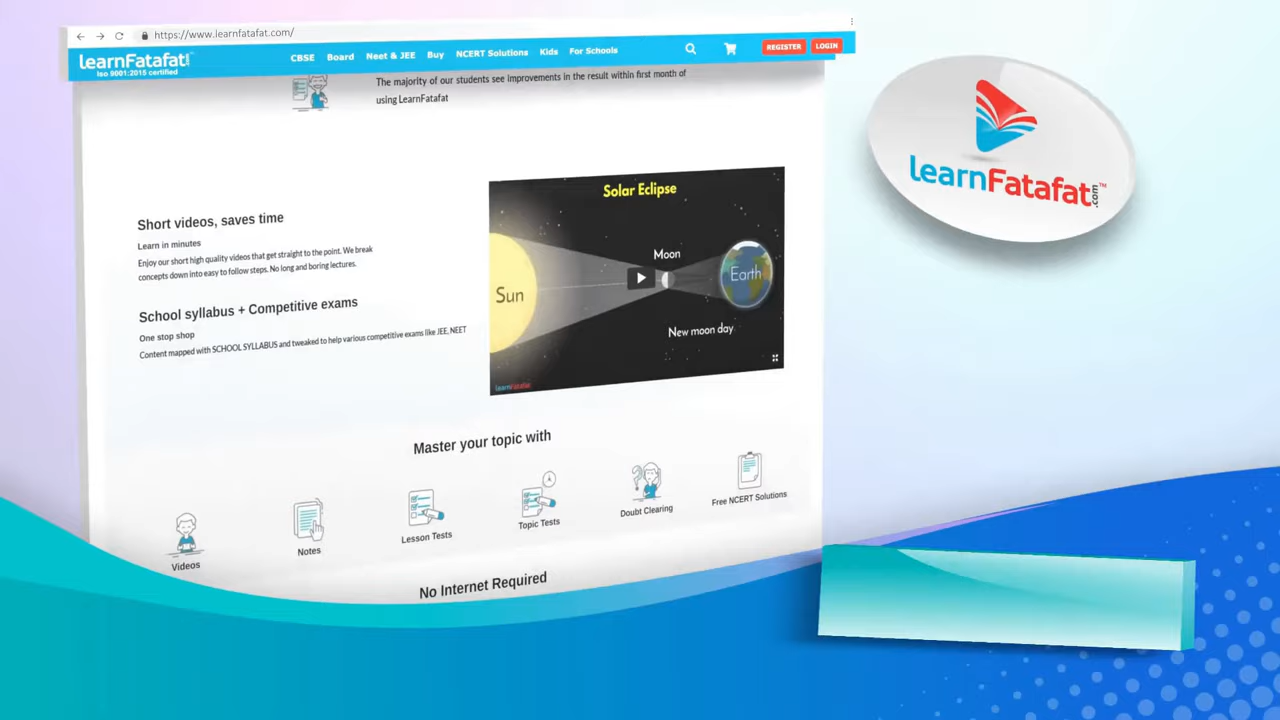 https://www.learnfatafat.com/
learnFatafat!™
Iso 9001:2015 certified
CBSE Board Neet & JEE Buy NCERT Solutions Kids For Schools
REGISTER LOGIN
The majority of our students see improvements in the result within first month of
using LearnFatafat
learnFatafat.com™
Short videos, saves time
Learn in minutes
Enjoy our short high quality videos that get straight to the point. We break
concepts down into easy to follow steps. No long and boring lectures.
School syllabus + Competitive exams
One stop shop
Content mapped with SCHOOL SYLLABUS and tweaked to help various competitive exams like JEE, NEET
Solar Eclipse
Moon
Earth
Sun
New moon day
learnFatafat
Master your topic with
Videos
Notes
Lesson Tests
Topic Tests
Doubt Clearing
Free NCERT Solutions
No Internet Required